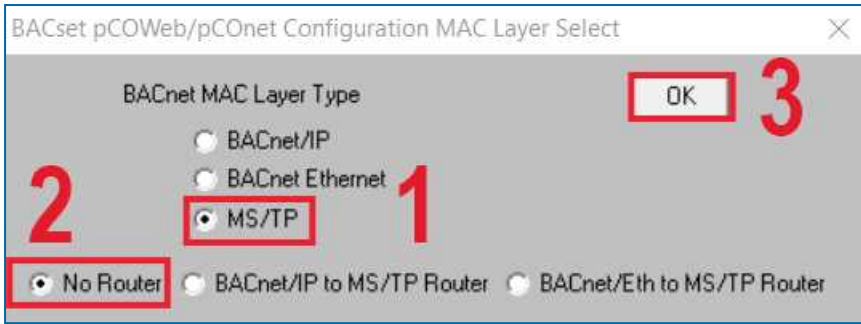 BACset pCOWeb/pCOnet Configuration MAC Layer Select
BACnet MAC Layer Type
OK
3
BACnet/IP
BACnet Ethernet
2
1
MS/TP
No Router
BACnet/IP to MS/TP Router
BACnet/Eth to MS/TP Router